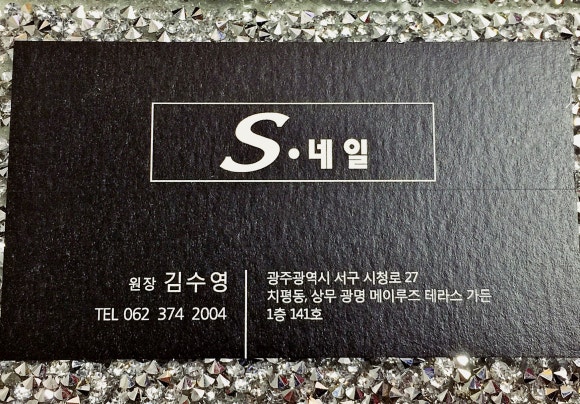 S·네일
원장 김수영
TEL 062 374 2004
광주광역시 서구 시청로 27
치평동, 상무 광명 메이루즈 테라스 가든
1층 141호